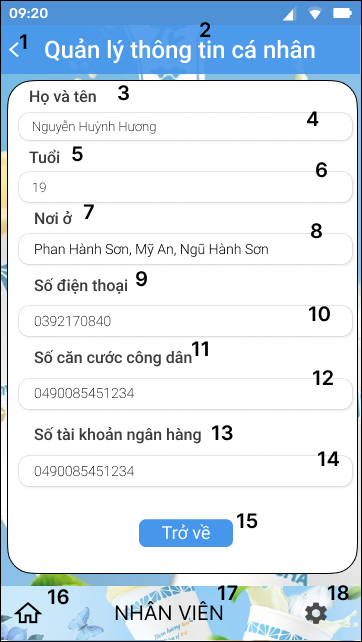 09:20
1 Quản lý thông tin cá nhân 2
Họ và tên 3
Nguyễn Huỳnh Hương 4
Tuổi 5
19 6
Nơi ở 7
Phan Hành Sơn, Mỹ An, Ngũ Hành Sơn 8
Số điện thoại 9
0392170840 10
Số căn cước công dân 11
0490085451234 12
Số tài khoản ngân hàng 13
0490085451234 14
Trở về 15
16 NHÂN VIÊN 17 18